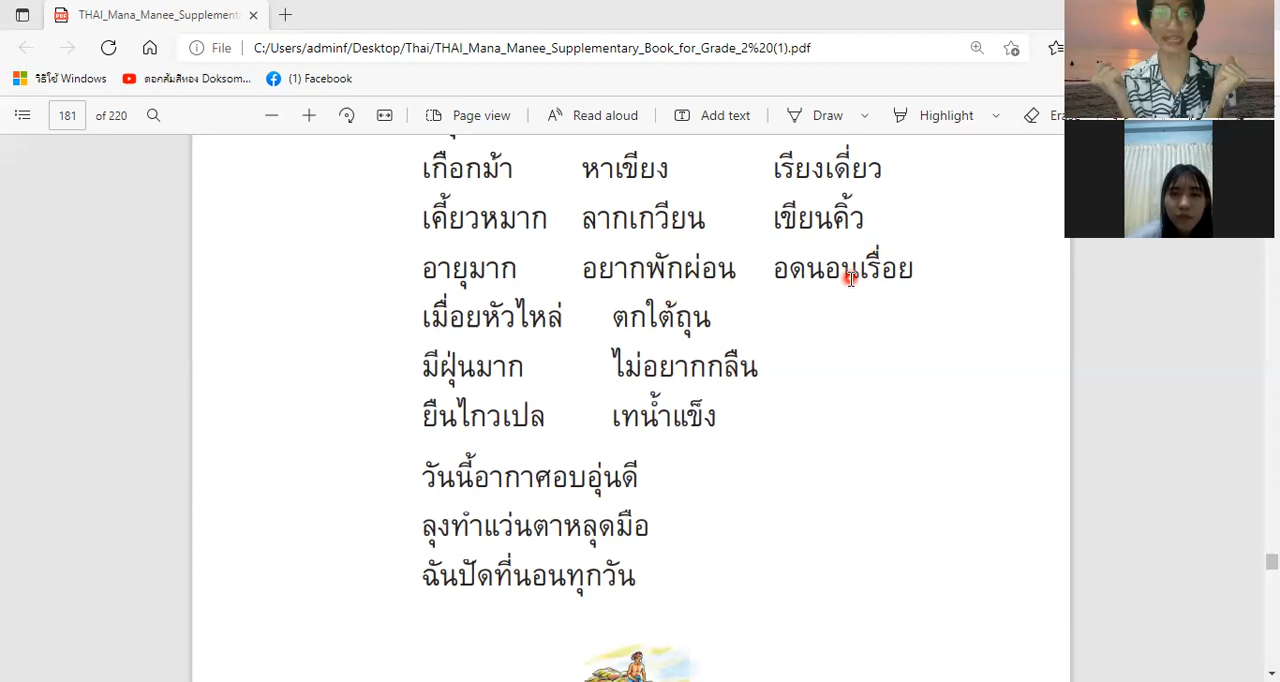 THAI_Mana_Manee_Supplementa
File C:/Users/adminf/Desktop/Thai/THAI_Mana_Manee_Supplementary_Book_for_Grade_2%20(1).pdf
วิธีใช้ Windows ดอกส้มสีทอง Doksom... (1) Facebook
181 of 220 Page view Read aloud Add text Draw Highlight
เกือกม้า หาเขียง เรียงเดี่ยว
เคี้ยวหมาก ลากเกวียน เขียนคิ้ว
อายุมาก อยากพักผ่อน อดนอนเรื่อย
เมื่อยหัวไหล่ ตกใต้ถุน
มีฝุ่นมาก ไม่อยากกลืน
ยืนไกวเปล เทน้ำแข็ง
วันนี้อากาศอบอุ่นดี
ลุงทำแว่นตาหลุดมือ
ฉันปัดที่นอนทุกวัน